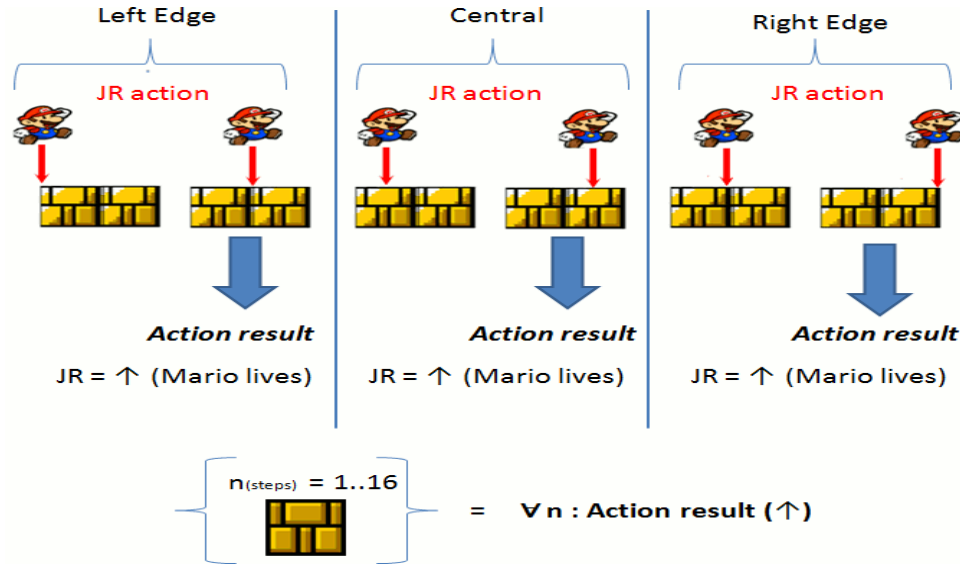 Left Edge
Central
Right Edge
JR action
JR action
JR action
Action result
Action result
Action result
JR = ↑ (Mario lives)
JR = ↑ (Mario lives)
JR = ↑ (Mario lives)
n(steps) = 1..16
= ∀ n : Action result (↑)